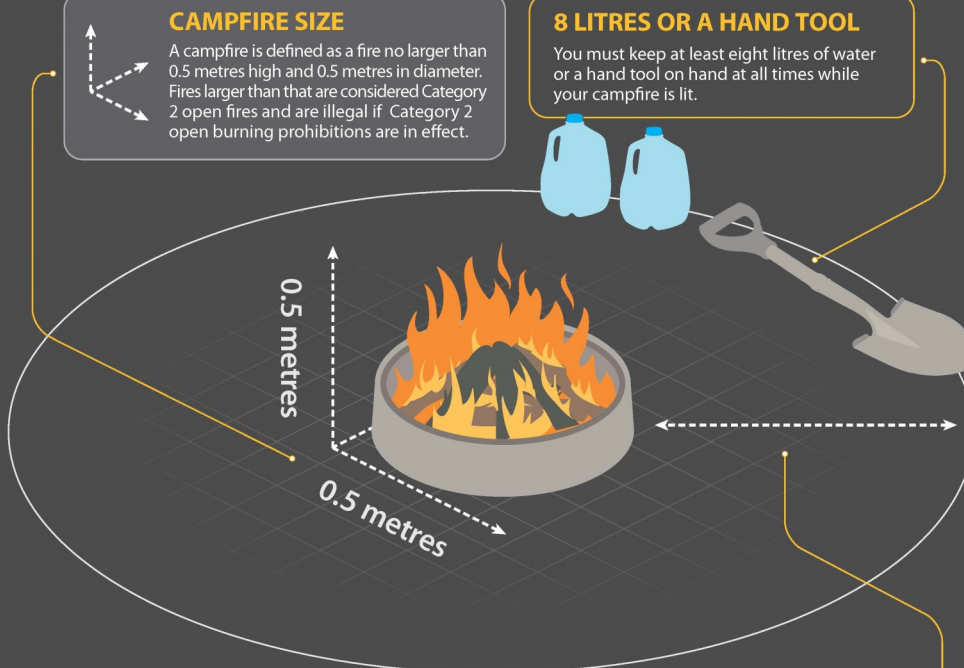 CAMPFIRE SIZE
A campfire is defined as a fire no larger than
0.5 metres high and 0.5 metres in diameter.
Fires larger than that are considered Category
2 open fires and are illegal if Category 2
open burning prohibitions are in effect.
8 LITRES OR A HAND TOOL
You must keep at least eight litres of water
or a hand tool on hand at all times while
your campfire is lit.
0.5 metres
0.5 metres